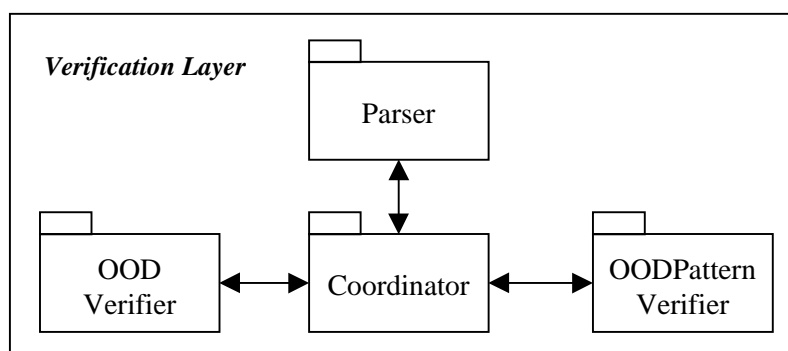 Verification Layer
Parser
OOD
Verifier
Coordinator
OODPattern
Verifier